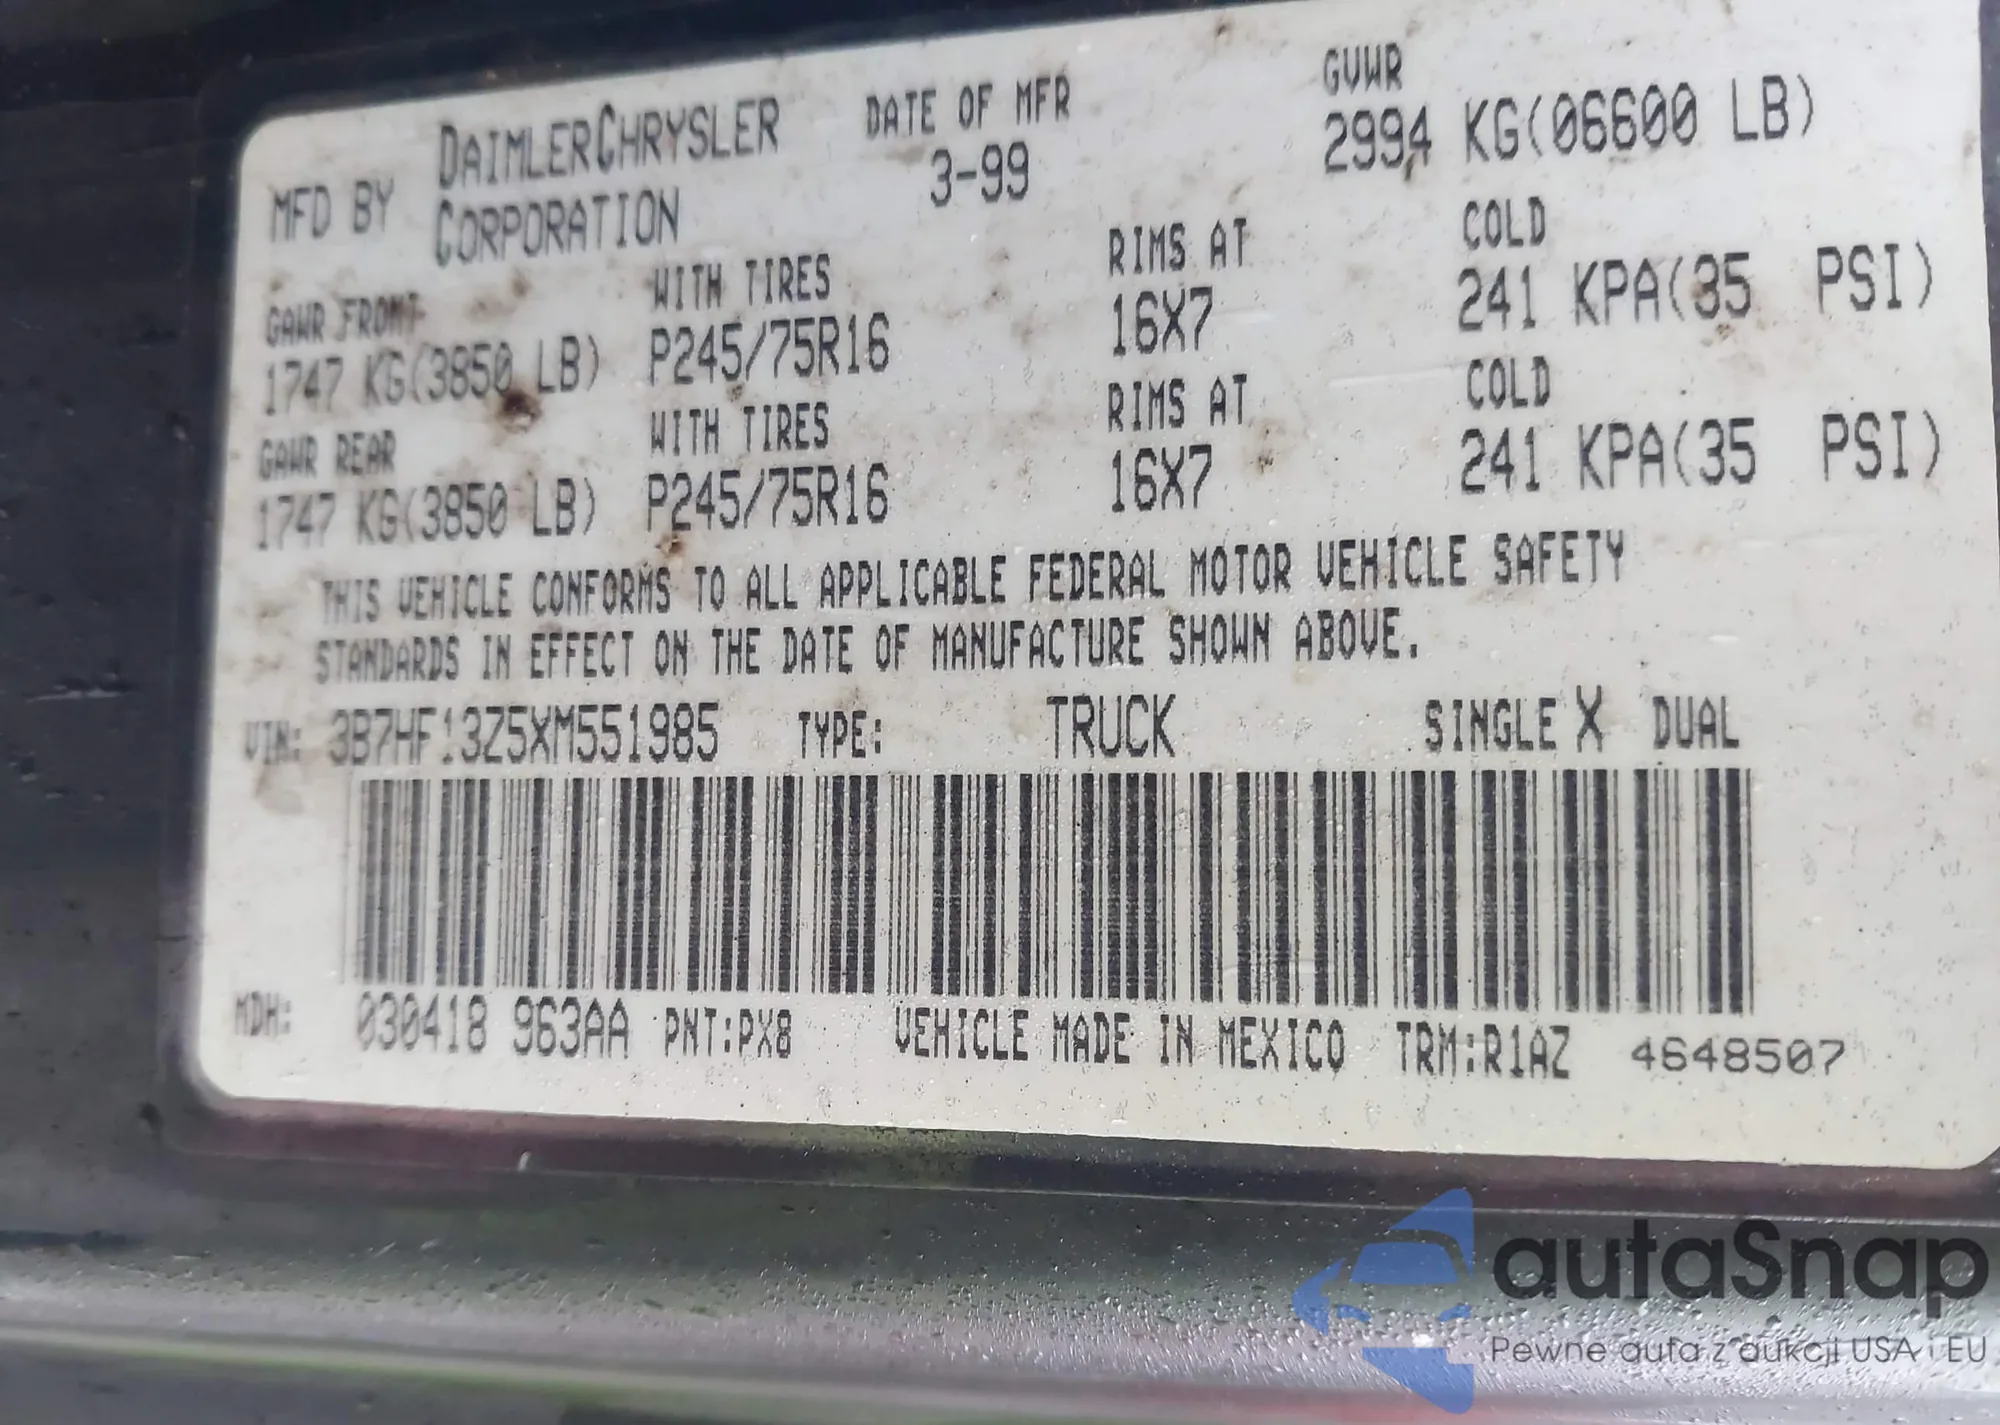 MFD BY DAIMLERCHRYSLER CORPORATION DATE OF MFR 3-99 GVWR 2994 KG(06600 LB)
GAWR FRONT WITH TIRES RIMS AT COLD
1747 KG(3850 LB) P245/75R16 16X7 241 KPA(35 PSI)
GAWR REAR WITH TIRES RIMS AT COLD
1747 KG(3850 LB) P245/75R16 16X7 241 KPA(35 PSI)
THIS VEHICLE CONFORMS TO ALL APPLICABLE FEDERAL MOTOR VEHICLE SAFETY
STANDARDS IN EFFECT ON THE DATE OF MANUFACTURE SHOWN ABOVE.
VIN: 3B7HF13Z5XM551985 TYPE: TRUCK SINGLE X DUAL
MDH: 030418 963AA PNT:PX8 VEHICLE MADE IN MEXICO TRM:R1AZ 4648507
autaSnap
Pewne auta z aukcji USA i EU